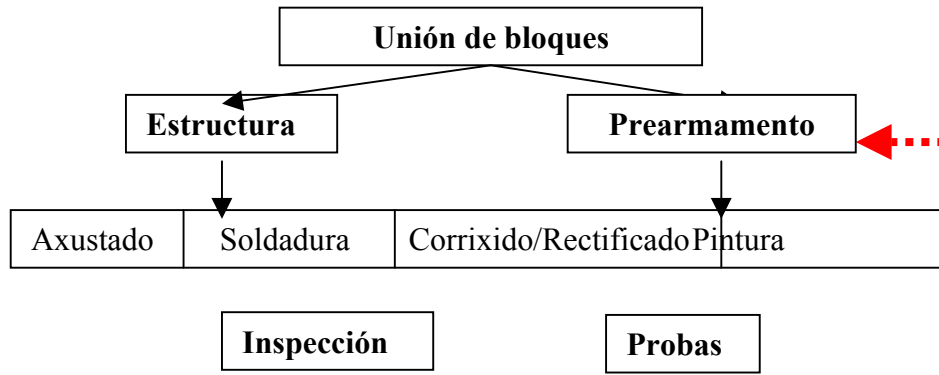 Unión de bloques
Estructura Prearmamento
Axustado Soldadura Corrixido/Rectificado Pintura
Inspección Probas